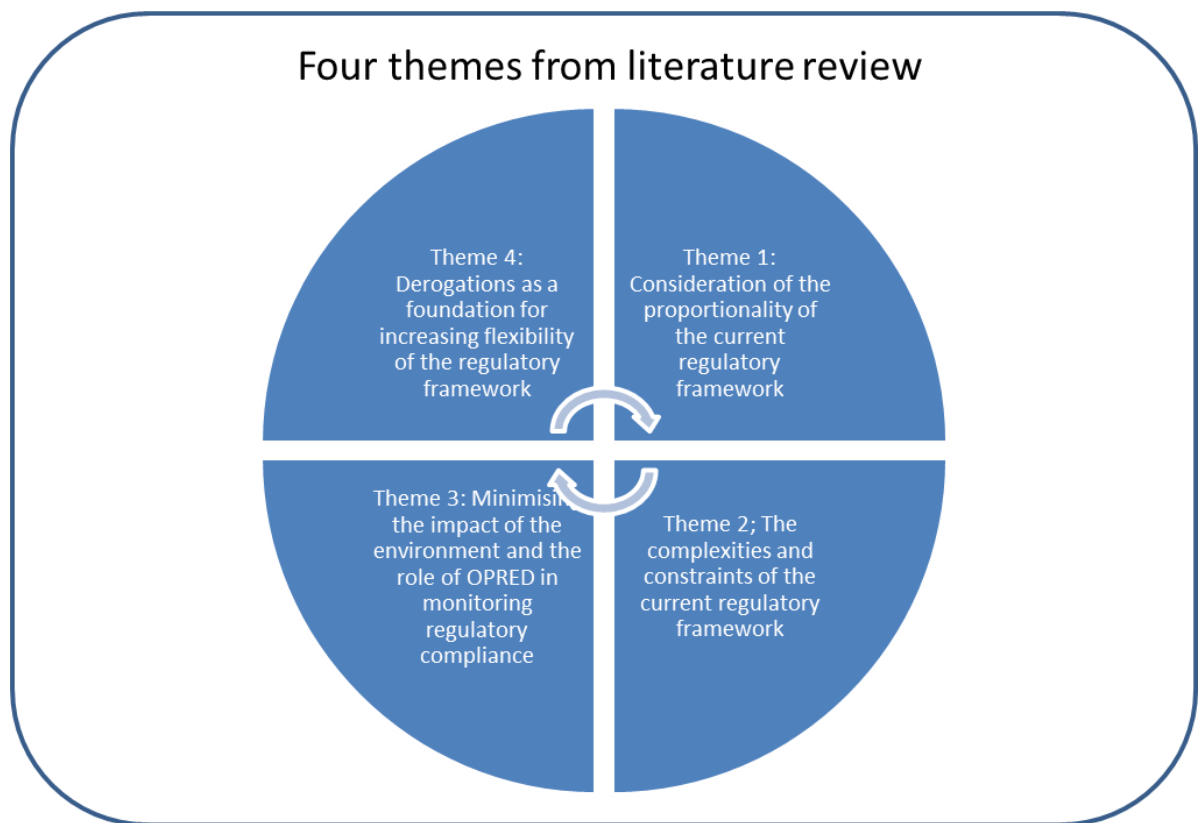 Four themes from literature review
Theme 4:
Derogations as a
foundation for
increasing flexibility
of the regulatory
framework
Theme 1:
Consideration of the
proportionality of
the current
regulatory
framework
Theme 3: Minimising
the impact of the
environment and the
role of OPRED in
monitoring
regulatory
compliance
Theme 2; The
complexities and
constraints of the
current regulatory
framework